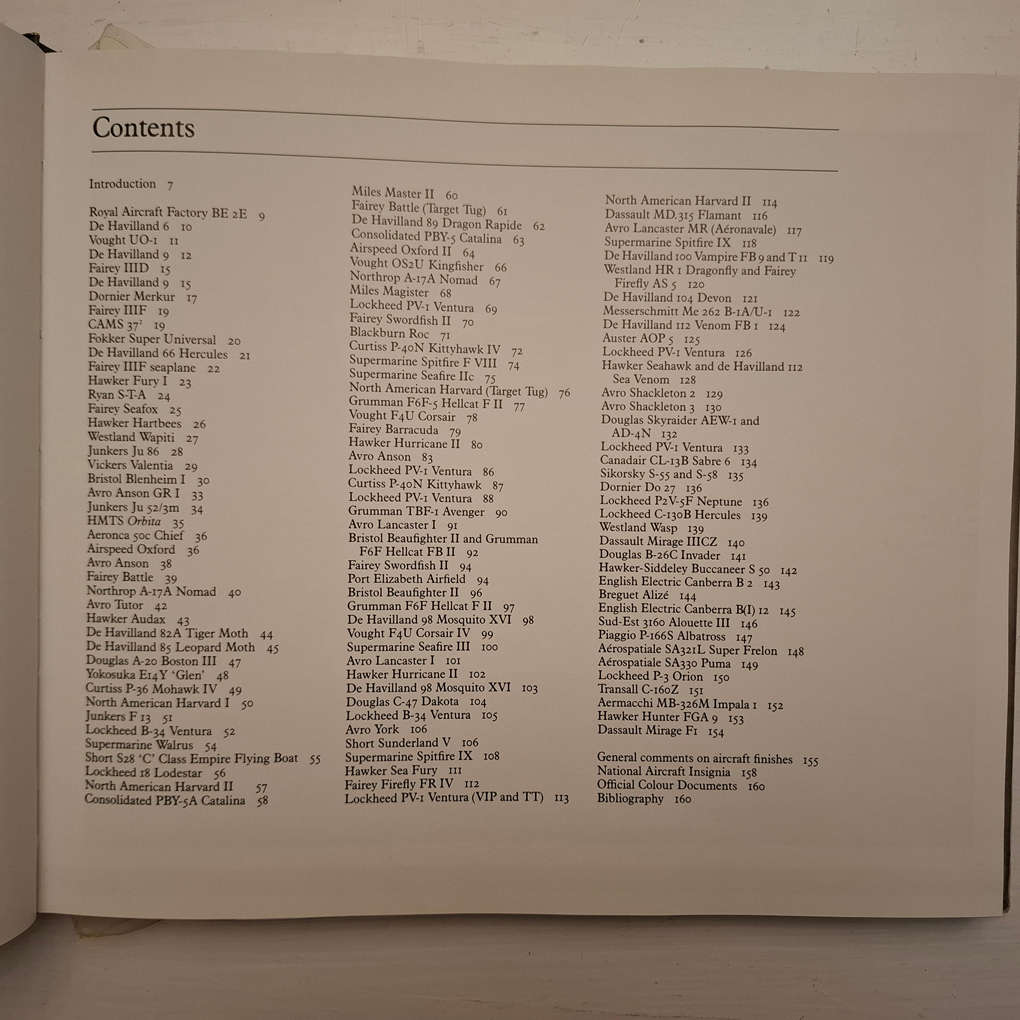 Contents
Introduction 7
Royal Aircraft Factory BE 2E 9
De Havilland 6 10
Vought UO-1 11
De Havilland 9 12
Fairey IIID 15
De Havilland 9 15
Dornier Merkur 17
Fairey IIIF 19
CAMS 37² 19
Fokker Super Universal 20
De Havilland 66 Hercules 21
Fairey IIIF seaplane 22
Hawker Fury I 23
Ryan S-T-A 24
Fairey Seafox 25
Hawker Hartbees 26
Westland Wapiti 27
Junkers Ju 86 28
Vickers Valentia 29
Bristol Blenheim I 30
Avro Anson GR I 33
Junkers Ju 52/3m 34
HMTS Orbita 35
Aeronca 50c Chief 36
Airspeed Oxford 36
Avro Anson 38
Fairey Battle 39
Northrop A-17A Nomad 40
Avro Tutor 42
Hawker Audax 43
De Havilland 82A Tiger Moth 44
De Havilland 85 Leopard Moth 45
Douglas A-20 Boston III 47
Yokosuka E14Y ‘Glen’ 48
Curtiss P-36 Mohawk IV 49
North American Harvard I 50
Junkers F 13 51
Lockheed B-34 Ventura 52
Supermarine Walrus 54
Short S28 ‘C’ Class Empire Flying Boat 55
Lockheed 18 Lodestar 56
North American Harvard II 57
Consolidated PBY-5A Catalina 58
Miles Master II 60
Fairey Battle (Target Tug) 61
De Havilland 89 Dragon Rapide 62
Consolidated PBY-5 Catalina 63
Airspeed Oxford II 64
Vought OS2U Kingfisher 66
Northrop A-17A Nomad 67
Miles Magister 68
Lockheed PV-1 Ventura 69
Fairey Swordfish II 70
Blackburn Roc 71
Curtiss P-40N Kittyhawk IV 72
Supermarine Spitfire F VIII 74
Supermarine Seafire IIc 75
North American Harvard (Target Tug) 76
Grumman F6F-5 Hellcat F II 77
Vought F4U Corsair 78
Fairey Barracuda 79
Hawker Hurricane II 80
Avro Anson 83
Lockheed PV-1 Ventura 86
Curtiss P-40N Kittyhawk 87
Lockheed PV-1 Ventura 88
Grumman TBF-1 Avenger 90
Avro Lancaster I 91
Bristol Beaufighter II and Grumman
F6F Hellcat FB II 92
Fairey Swordfish II 94
Port Elizabeth Airfield 94
Bristol Beaufighter II 96
Grumman F6F Hellcat F II 97
De Havilland 98 Mosquito XVI 98
Vought F4U Corsair IV 99
Supermarine Seafire III 100
Avro Lancaster I 101
Hawker Hurricane II 102
De Havilland 98 Mosquito XVI 103
Douglas C-47 Dakota 104
Lockheed B-34 Ventura 105
Avro York 106
Short Sunderland V 106
Supermarine Spitfire IX 108
Hawker Sea Fury 111
Fairey Firefly FR IV 112
Lockheed PV-1 Ventura (VIP and TT) 113
North American Harvard II 114
Dassault MD.315 Flamant 116
Avro Lancaster MR (Aéronavale) 117
Supermarine Spitfire IX 118
De Havilland 100 Vampire FB 9 and T 11 119
Westland HR 1 Dragonfly and Fairey
Firefly AS 5 120
De Havilland 104 Devon 121
Messerschmitt Me 262 B-1A/U-1 122
De Havilland 112 Venom FB 1 124
Auster AOP 5 125
Lockheed PV-1 Ventura 126
Hawker Seahawk and de Havilland 112
Sea Venom 128
Avro Shackleton 2 129
Avro Shackleton 3 130
Douglas Skyraider AEW-1 and
AD-4N 132
Lockheed PV-1 Ventura 133
Canadair CL-13B Sabre 6 134
Sikorsky S-55 and S-58 135
Dornier Do 27 136
Lockheed P2V-5F Neptune 136
Lockheed C-130B Hercules 139
Westland Wasp 139
Dassault Mirage IIICZ 140
Douglas B-26C Invader 141
Hawker-Siddeley Buccaneer S 50 142
English Electric Canberra B 2 143
Breguet Alizé 144
English Electric Canberra B(I) 12 145
Sud-Est 3160 Alouette III 146
Piaggio P-166S Albatross 147
Aérospatiale SA321L Super Frelon 148
Aérospatiale SA330 Puma 149
Lockheed P-3 Orion 150
Transall C-160Z 151
Aermacchi MB-326M Impala 1 152
Hawker Hunter FGA 9 153
Dassault Mirage F1 154
General comments on aircraft finishes 155
National Aircraft Insignia 158
Official Colour Documents 160
Bibliography 160